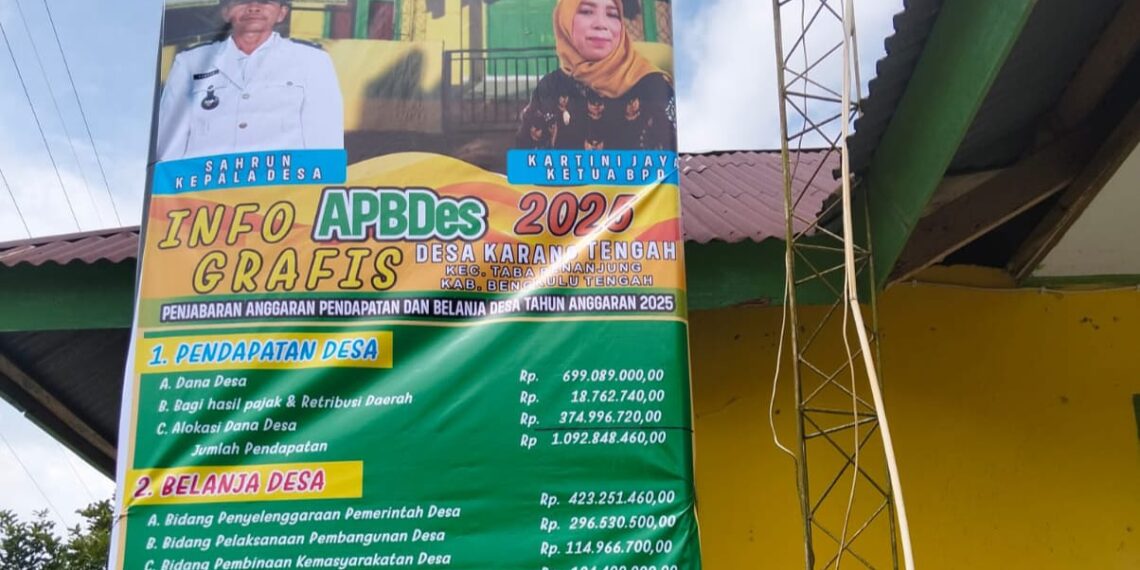 SAHRUN
KEPALA DESA
KARTINI JAYA
KETUA BPD
INFO GRAFIS
APBDes 2025
DESA KARANG TENGAH
KEC. TABA PENANJUNG
KAB. BENGKULU TENGAH
PENJABARAN ANGGARAN PENDAPATAN DAN BELANJA DESA TAHUN ANGGARAN 2025
1. PENDAPATAN DESA
A. Dana Desa Rp. 699.089.000,00
B. Bagi hasil pajak & Retribusi Daerah Rp. 18.762.740,00
C. Alokasi Dana Desa Rp. 374.996.720,00
Jumlah Pendapatan Rp 1.092.848.460,00
2. BELANJA DESA
A. Bidang Penyelenggaraan Pemerintah Desa Rp. 423.251.460,00
B. Bidang Pelaksanaan Pembangunan Desa Rp. 296.530.500,00
C. Bidang Pembinaan Kemasyarakatan Desa Rp. 114.966.700,00